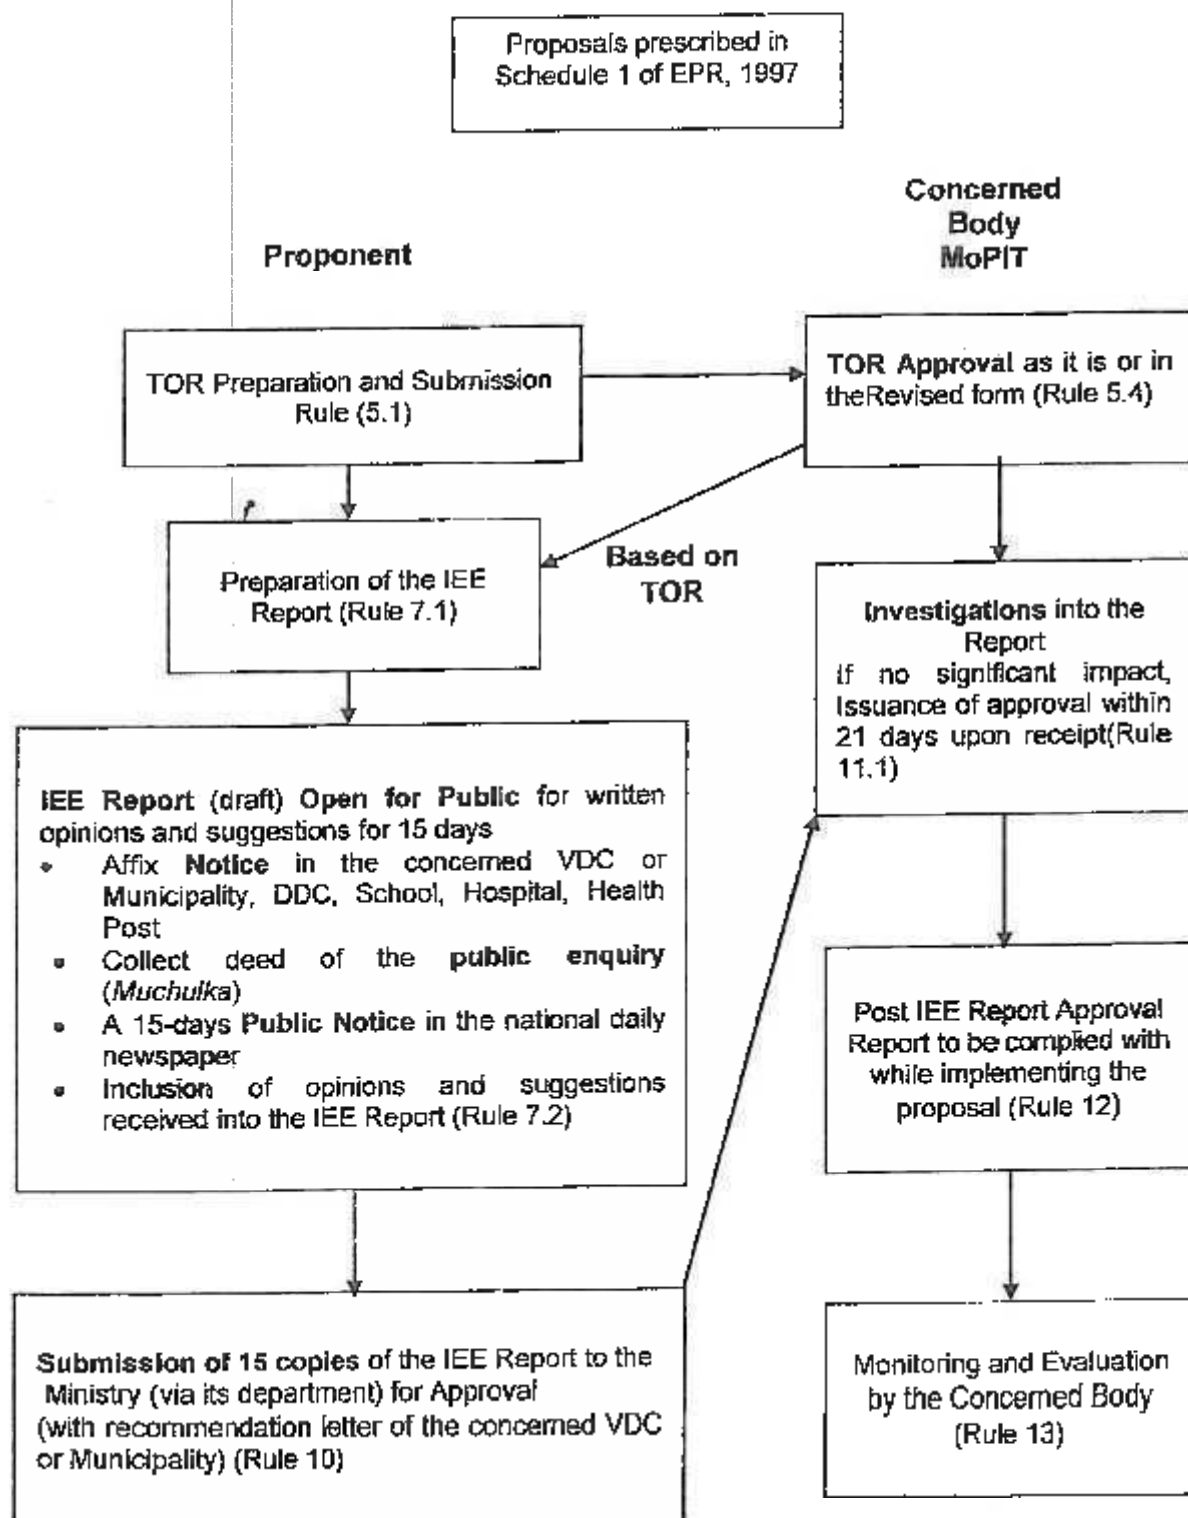 Proposals prescribed in
Schedule 1 of EPR, 1997
Proponent
Concerned
Body
MoPIT
TOR Preparation and Submission
Rule (5.1)
TOR Approval as it is or in
theRevised form (Rule 5.4)
Preparation of the IEE
Report (Rule 7.1)
Based on
TOR
Investigations into the
Report
If no significant impact,
Issuance of approval within
21 days upon receipt(Rule
11.1)
IEE Report (draft) Open for Public for written
opinions and suggestions for 15 days
• Affix Notice in the concerned VDC or
Municipality, DDC, School, Hospital, Health
Post
• Collect deed of the public enquiry
(Muchulka)
• A 15-days Public Notice in the national daily
newspaper
• Inclusion of opinions and suggestions
received into the IEE Report (Rule 7.2)
Post IEE Report Approval
Report to be complied with
while implementing the
proposal (Rule 12)
Submission of 15 copies of the IEE Report to the
Ministry (via its department) for Approval
(with recommendation letter of the concerned VDC
or Municipality) (Rule 10)
Monitoring and Evaluation
by the Concerned Body
(Rule 13)